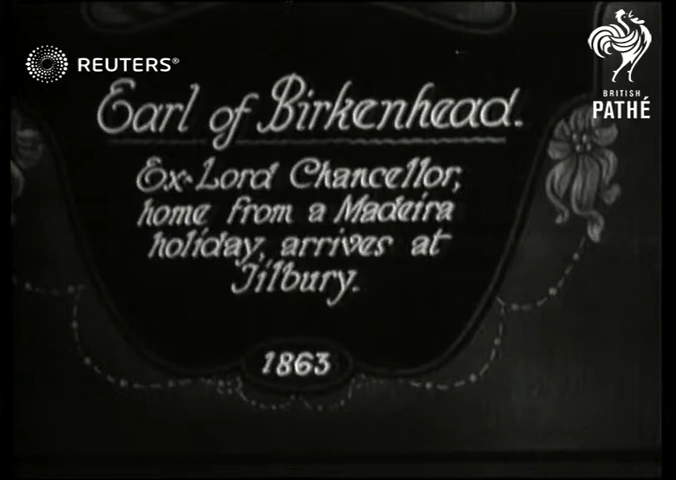 REUTERS®
BRITISH
PATHÉ
Earl of Birkenhead.
Ex-Lord Chancellor,
home from a Madeira
holiday, arrives at
Tilbury.
1863